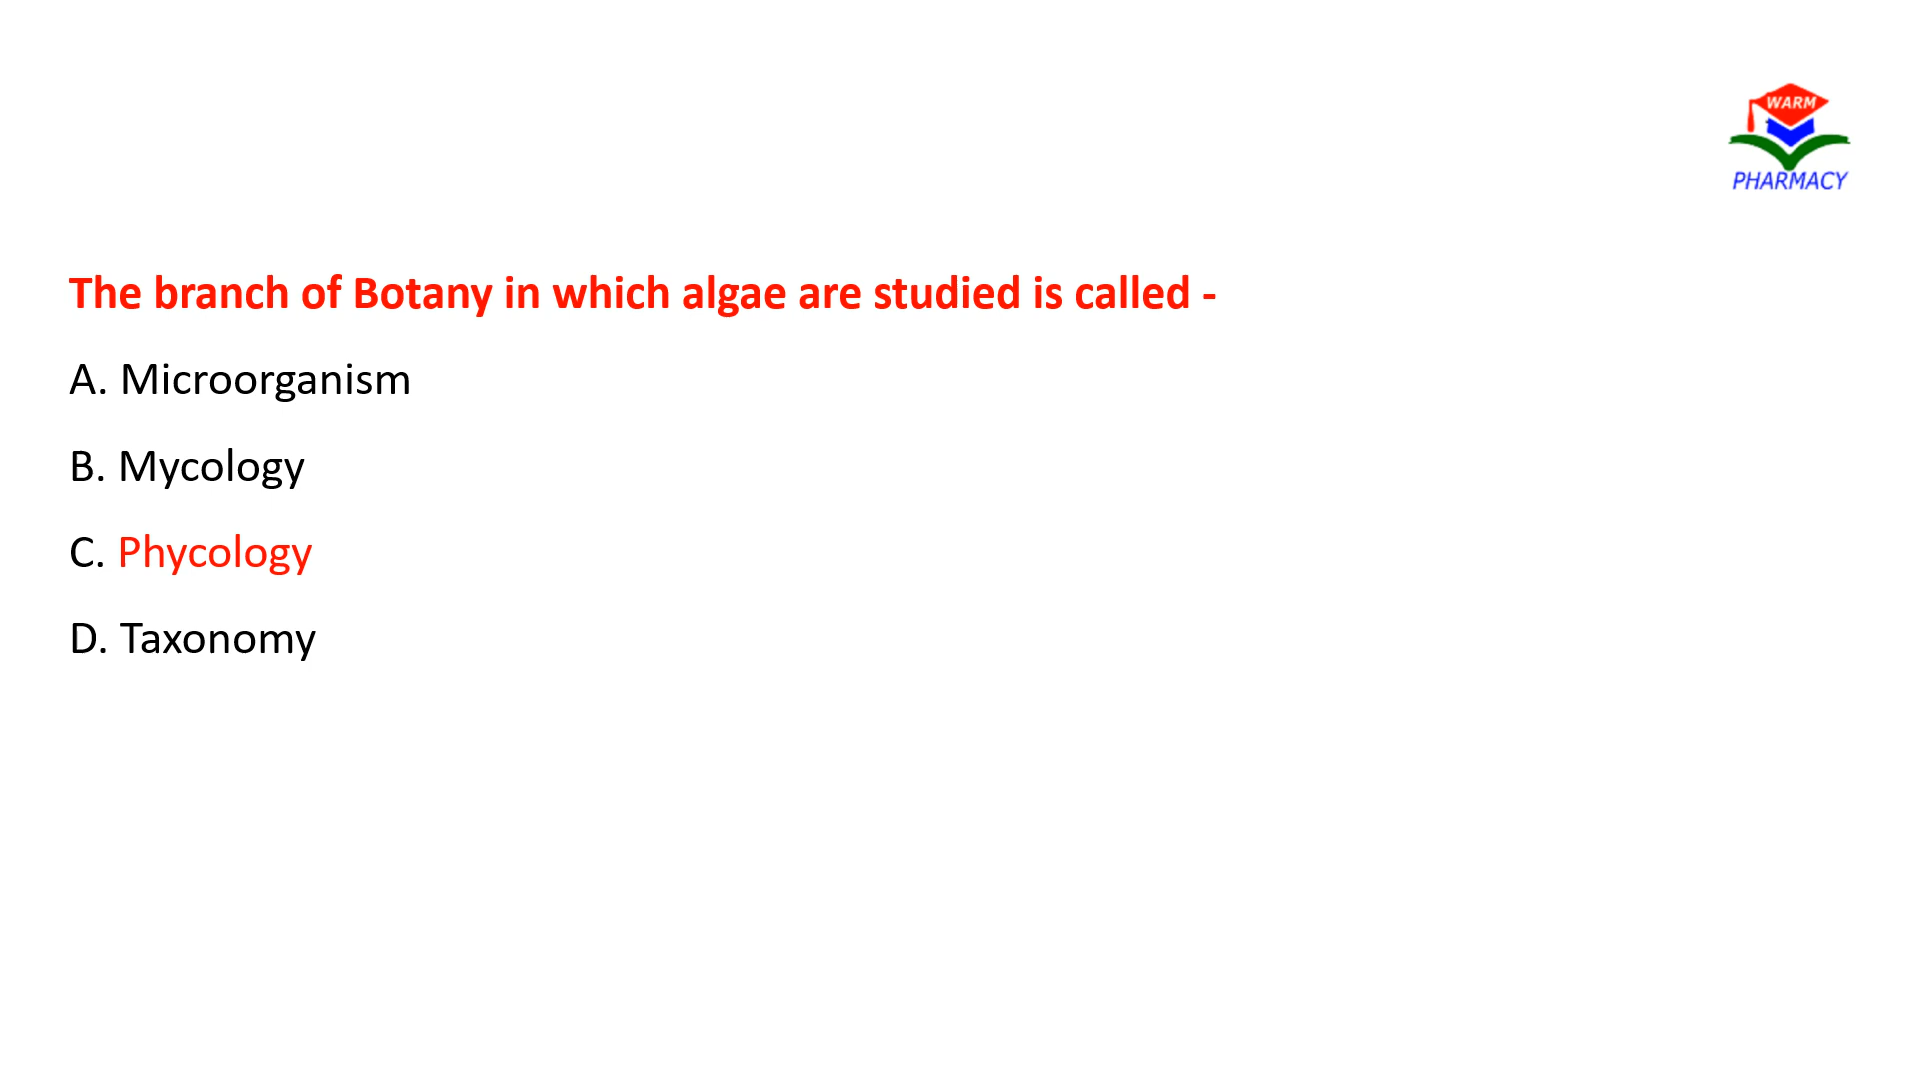 WARM
PHARMACY
The branch of Botany in which algae are studied is called -
A. Microorganism
B. Mycology
C. Phycology
D. Taxonomy